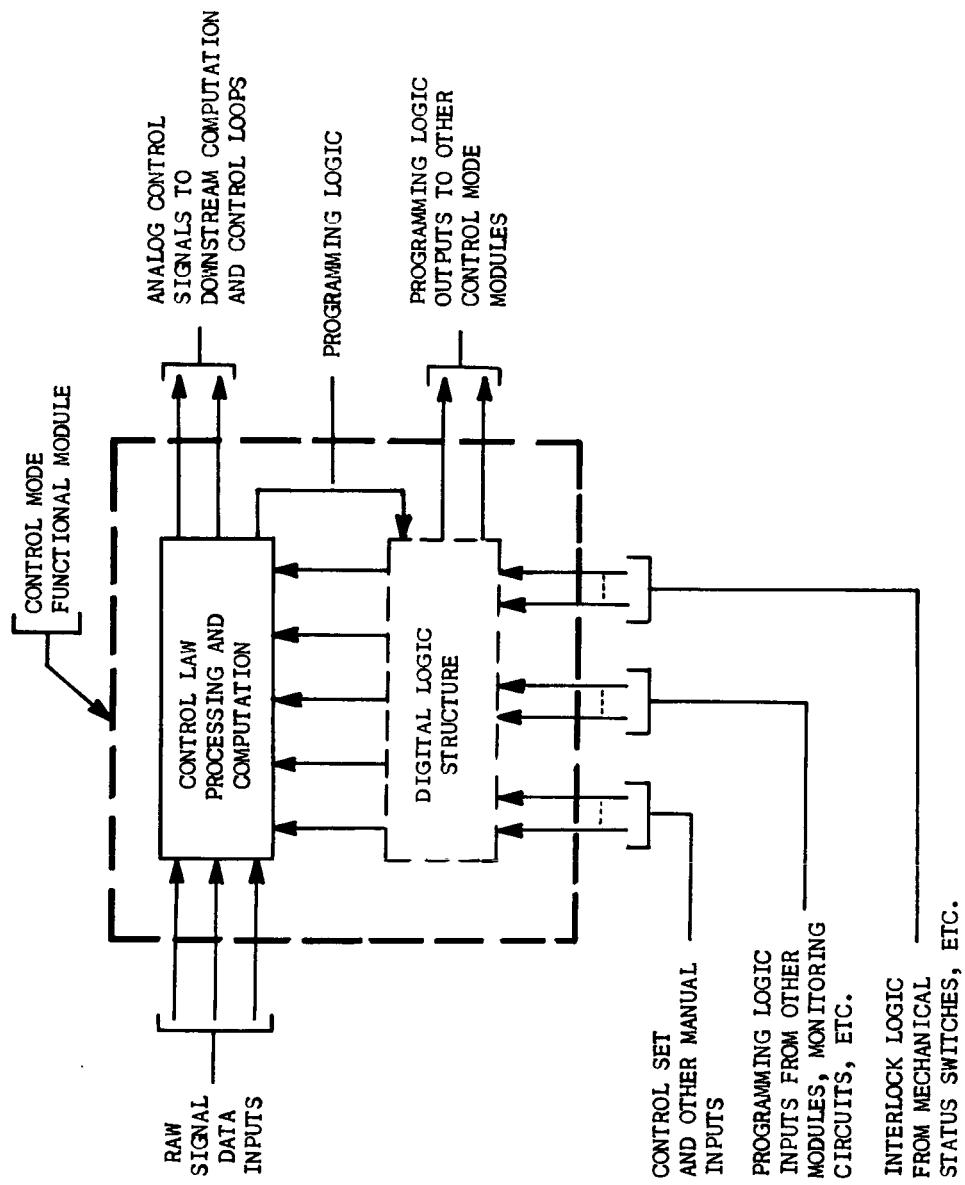 CONTROL MODE
FUNCTIONAL MODULE
RAW
SIGNAL
DATA
INPUTS
CONTROL LAW
PROCESSING AND
COMPUTATION
ANALOG CONTROL
SIGNALS TO
DOWNSTREAM COMPUTATION
AND CONTROL LOOPS
PROGRAMMING LOGIC
DIGITAL LOGIC
STRUCTURE
PROGRAMMING LOGIC
OUTPUTS TO OTHER
CONTROL MODE
MODULES
CONTROL SET
AND OTHER MANUAL
INPUTS
PROGRAMMING LOGIC
INPUTS FROM OTHER
MODULES, MONITORING
CIRCUITS, ETC.
INTERLOCK LOGIC
FROM MECHANICAL
STATUS SWITCHES, ETC.